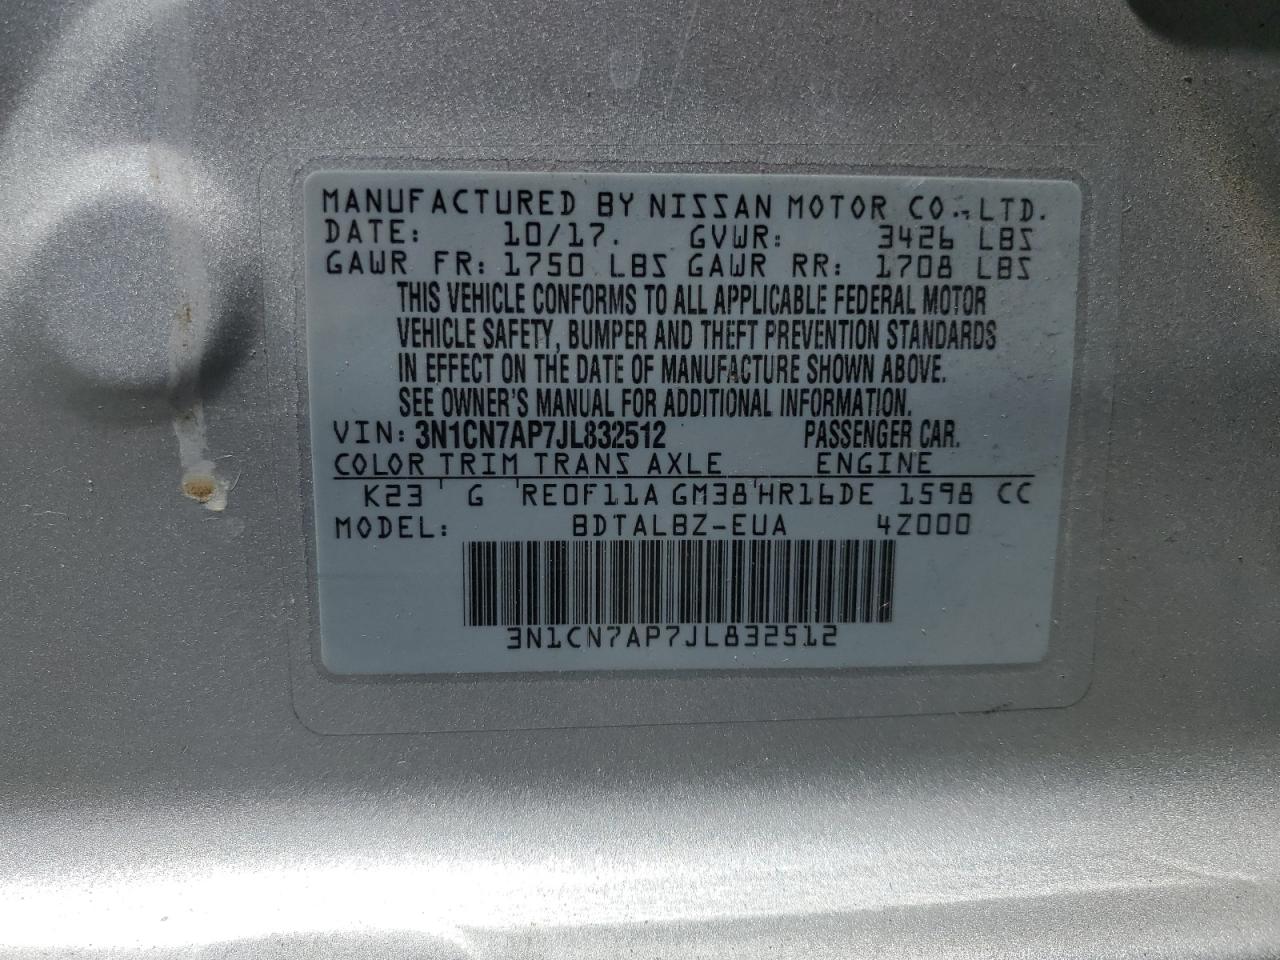 MANUFACTURED BY NISSAN MOTOR CO., LTD.
DATE: 10/17. GVWR: 3426 LBS
GAWR FR: 1750 LBS GAWR RR: 1708 LBS
THIS VEHICLE CONFORMS TO ALL APPLICABLE FEDERAL MOTOR
VEHICLE SAFETY, BUMPER AND THEFT PREVENTION STANDARDS
IN EFFECT ON THE DATE OF MANUFACTURE SHOWN ABOVE.
SEE OWNER'S MANUAL FOR ADDITIONAL INFORMATION.
VIN: 3N1CN7AP7JL832512 PASSENGER CAR.
COLOR TRIM TRANS AXLE ENGINE
K23 G RE0F11A GM38 HR16DE 1598 CC
MODEL: BDTALBZ-EUA 4Z000
3N1CN7AP7JL832512